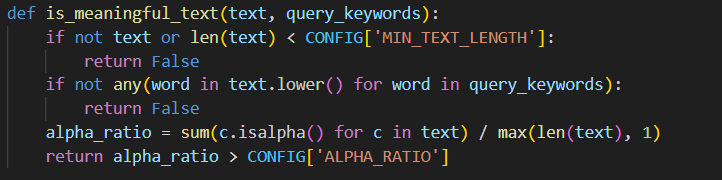 def is_meaningful_text(text, query_keywords):
    if not text or len(text) < CONFIG['MIN_TEXT_LENGTH']:
        return False
    if not any(word in text.lower() for word in query_keywords):
        return False
    alpha_ratio = sum(c.isalpha() for c in text) / max(len(text), 1)
    return alpha_ratio > CONFIG['ALPHA_RATIO']